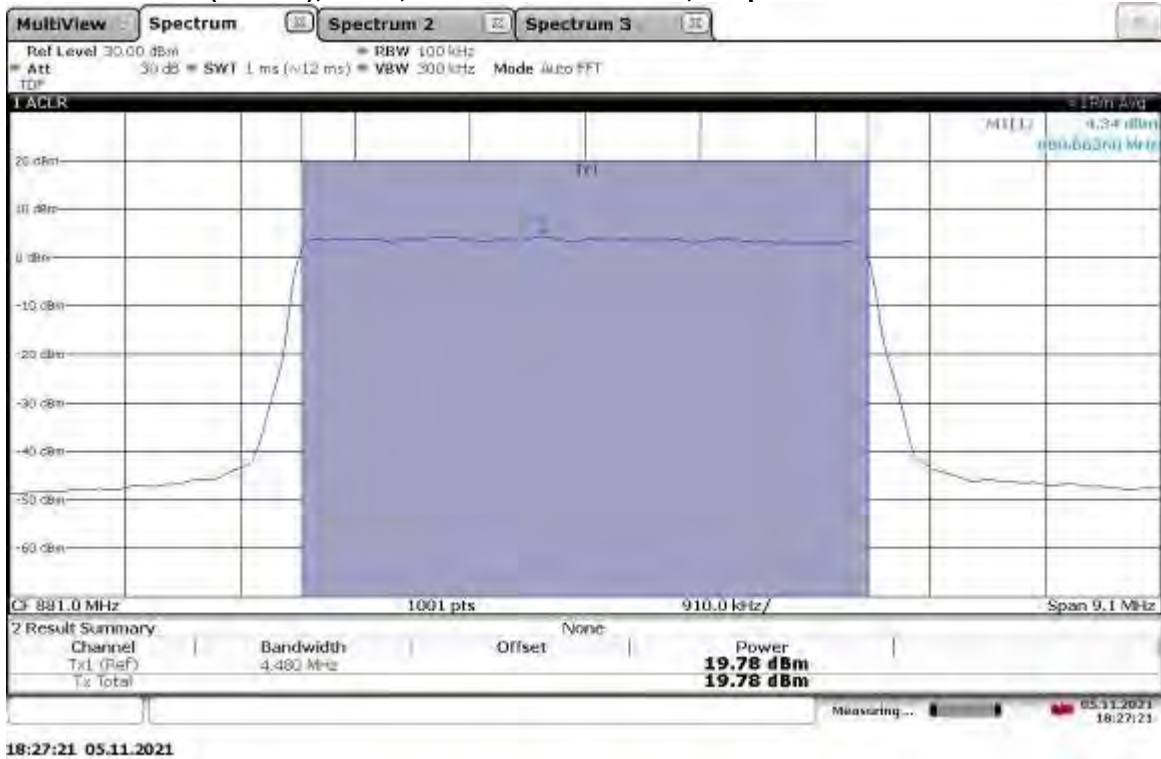 MultiView Spectrum Spectrum 2 Spectrum 3
Ref Level 30.00 dBm RBW 100 kHz
Att 30 dB SWT 1 ms (~12 ms) VBW 300 kHz Mode Auto FFT
TDF
1 ACLR 1Rm Avg
M1[1] 4.34 dBm
MHz
Tx1
20 dBm
10 dBm
0 dBm
-10 dBm
-20 dBm
-30 dBm
-40 dBm
-50 dBm
-60 dBm
CF 881.0 MHz 1001 pts 910.0 kHz/ Span 9.1 MHz
2 Result Summary None
Channel Bandwidth Offset Power
Tx1 (Ref) 4.480 MHz 19.78 dBm
Tx Total 19.78 dBm
Measuring... 05.11.2021
18:27:21
18:27:21 05.11.2021